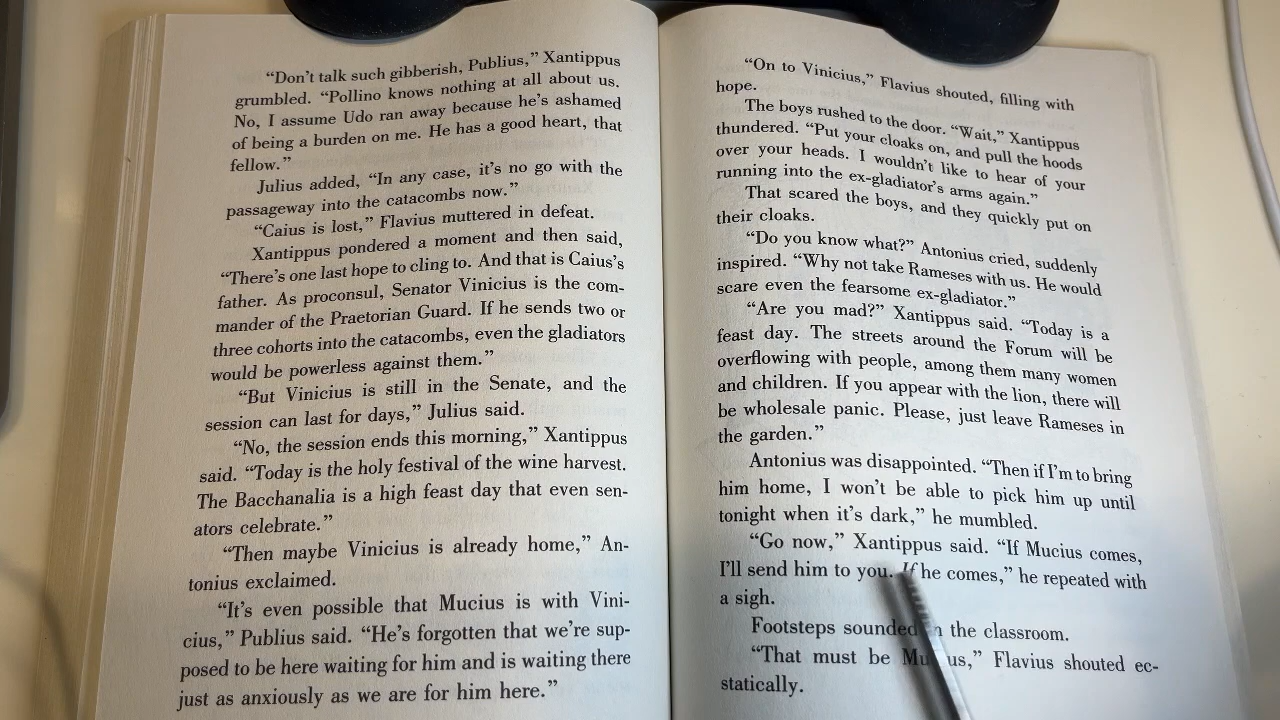 “Don’t talk such gibberish, Publius,” Xantippus
grumbled. “Pollino knows nothing at all about us.
No, I assume Udo ran away because he’s ashamed
of being a burden on me. He has a good heart, that
fellow.”
Julius added, “In any case, it’s no go with the
passageway into the catacombs now.”
“Caius is lost,” Flavius muttered in defeat.
Xantippus pondered a moment and then said,
“There’s one last hope to cling to. And that is Caius’s
father. As proconsul, Senator Vinicius is the com-
mander of the Praetorian Guard. If he sends two or
three cohorts into the catacombs, even the gladiators
would be powerless against them.”
“But Vinicius is still in the Senate, and the
session can last for days,” Julius said.
“No, the session ends this morning,” Xantippus
said. “Today is the holy festival of the wine harvest.
The Bacchanalia is a high feast day that even sen-
ators celebrate.”
“Then maybe Vinicius is already home,” An-
tonius exclaimed.
“It’s even possible that Mucius is with Vini-
cius,” Publius said. “He’s forgotten that we’re sup-
posed to be here waiting for him and is waiting there
just as anxiously as we are for him here.”
“On to Vinicius,” Flavius shouted, filling with
hope.
The boys rushed to the door. “Wait,” Xantippus
thundered. “Put your cloaks on, and pull the hoods
over your heads. I wouldn’t like to hear of your
running into the ex-gladiator’s arms again.”
That scared the boys, and they quickly put on
their cloaks.
“Do you know what?” Antonius cried, suddenly
inspired. “Why not take Rameses with us. He would
scare even the fearsome ex-gladiator.”
“Are you mad?” Xantippus said. “Today is a
feast day. The streets around the Forum will be
overflowing with people, among them many women
and children. If you appear with the lion, there will
be wholesale panic. Please, just leave Rameses in
the garden.”
Antonius was disappointed. “Then if I’m to bring
him home, I won’t be able to pick him up until
tonight when it’s dark,” he mumbled.
“Go now,” Xantippus said. “If Mucius comes,
I’ll send him to you. If he comes,” he repeated with
a sigh.
Footsteps sounded in the classroom.
“That must be Mucius,” Flavius shouted ec-
statically.